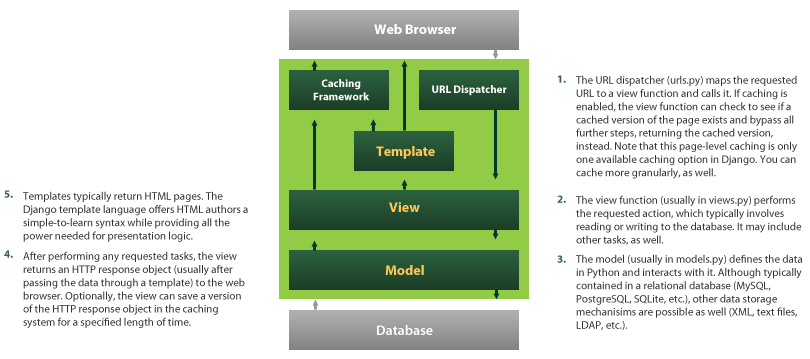 Web Browser
Caching
Framework
URL Dispatcher
Template
View
Model
Database
1. The URL dispatcher (urls.py) maps the requested
URL to a view function and calls it. If caching is
enabled, the view function can check to see if a
cached version of the page exists and bypass all
further steps, returning the cached version,
instead. Note that this page-level caching is only
one available caching option in Django. You can
cache more granularly, as well.
2. The view function (usually in views.py) performs
the requested action, which typically involves
reading or writing to the database. It may include
other tasks, as well.
3. The model (usually in models.py) defines the data
in Python and interacts with it. Although typically
contained in a relational database (MySQL,
PostgreSQL, SQLite, etc.), other data storage
mechanisims are possible as well (XML, text files,
LDAP, etc.).
5. Templates typically return HTML pages. The
Django template language offers HTML authors a
simple-to-learn syntax while providing all the
power needed for presentation logic.
4. After performing any requested tasks, the view
returns an HTTP response object (usually after
passing the data through a template) to the web
browser. Optionally, the view can save a version
of the HTTP response object in the caching
system for a specified length of time.